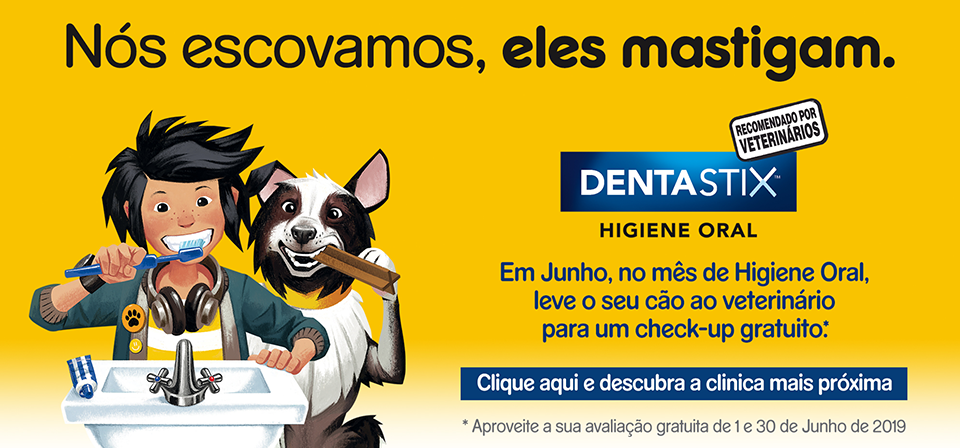 Nós escovamos, eles mastigam.
RECOMENDADO POR
VETERINÁRIOS
DENTASTIX™
HIGIENE ORAL
Em Junho, no mês de Higiene Oral,
leve o seu cão ao veterinário
para um check-up gratuito.*
Clique aqui e descubra a clinica mais próxima
* Aproveite a sua avaliação gratuita de 1 e 30 de Junho de 2019